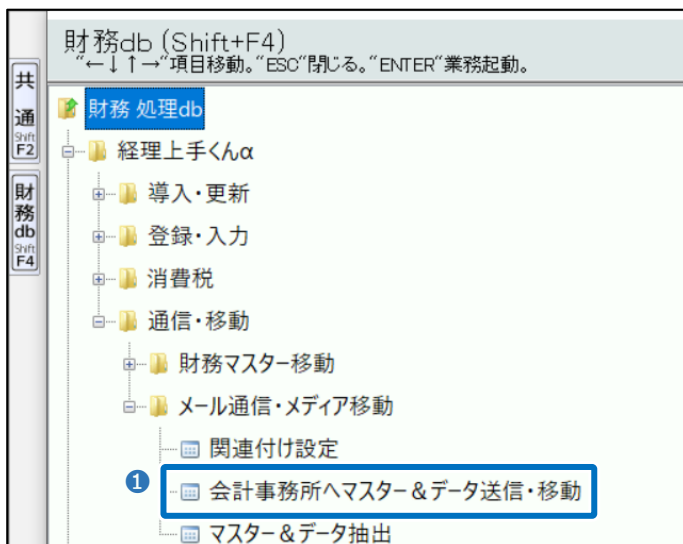 財務db (Shift+F4)
“←↓↑→”項目移動。“ESC”閉じる。“ENTER”業務起動。
共通
Shift
F2
財務db
Shift
F4
財務 処理db
経理上手くんα
導入・更新
登録・入力
消費税
通信・移動
財務マスター移動
メール通信・メディア移動
関連付け設定
1
会計事務所へマスター＆データ送信・移動
マスター＆データ抽出